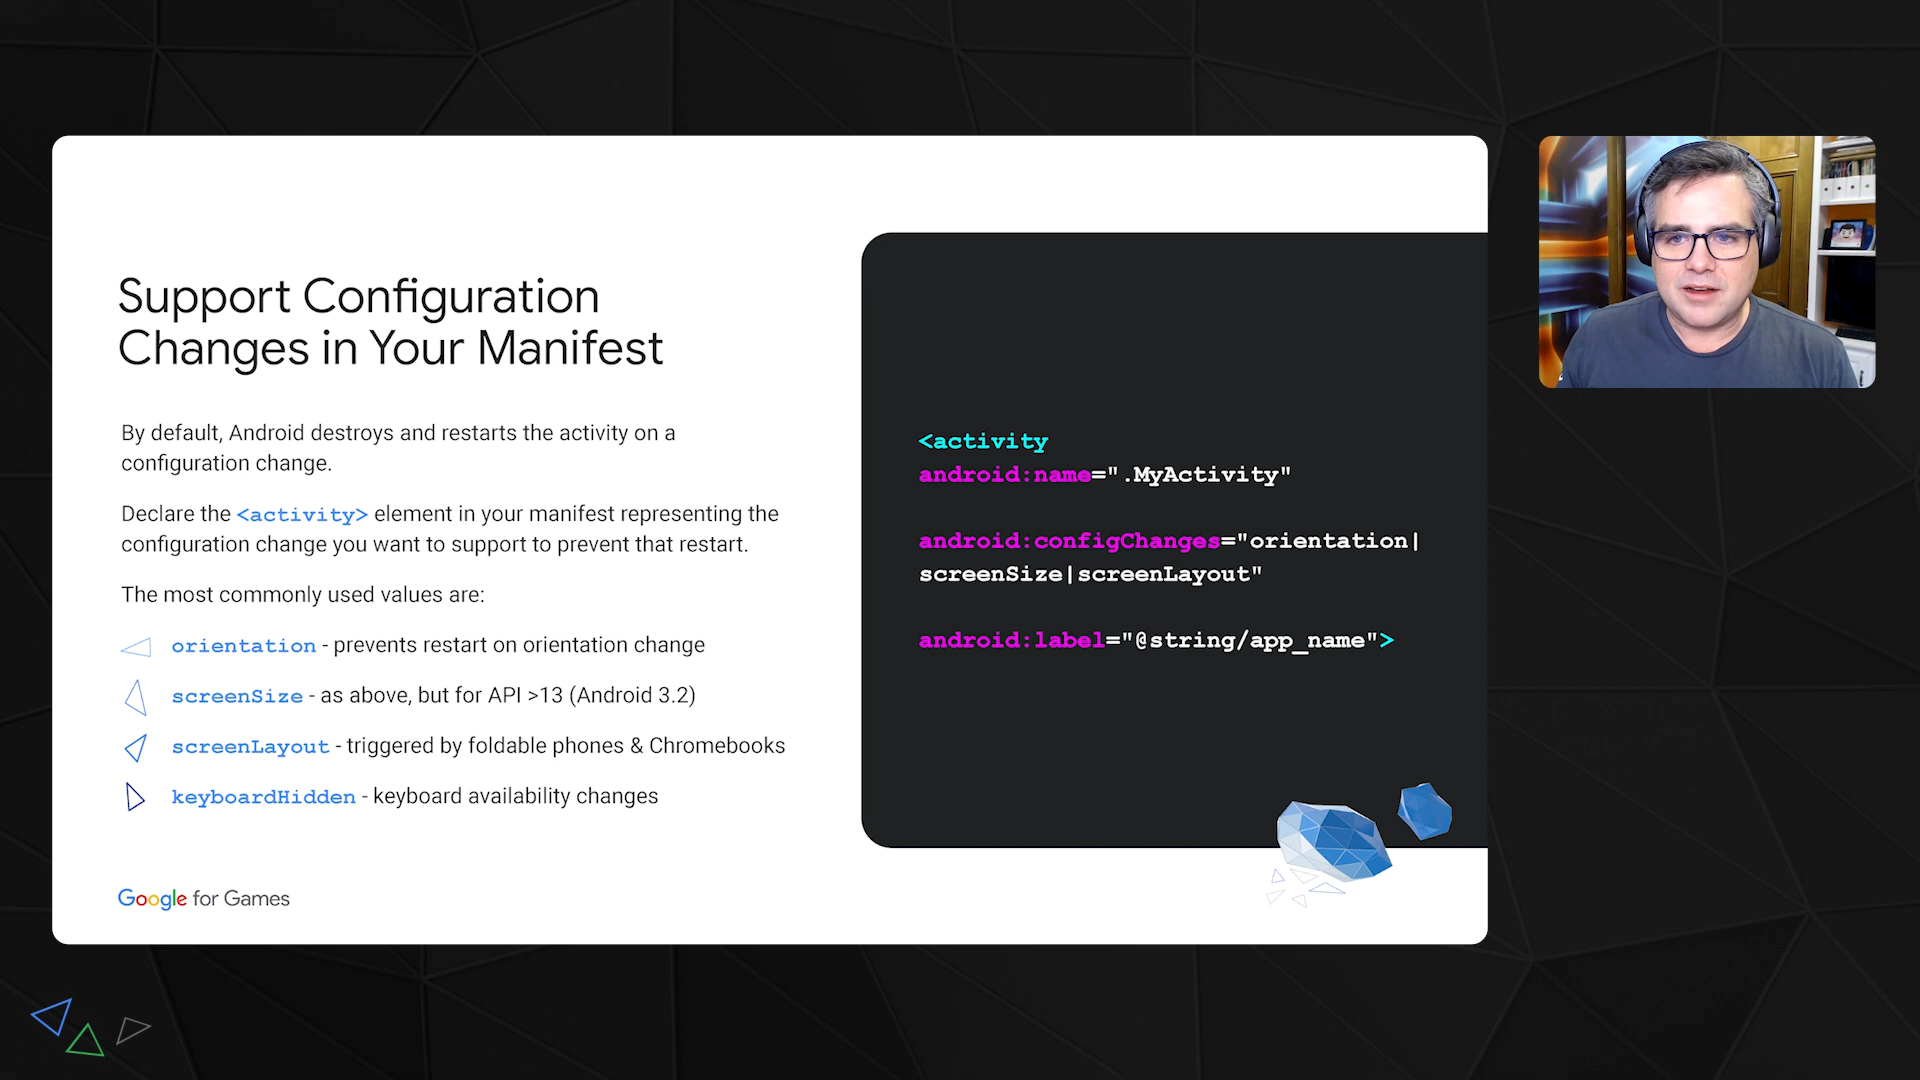 Support Configuration
Changes in Your Manifest
By default, Android destroys and restarts the activity on a
configuration change.
Declare the <activity> element in your manifest representing the
configuration change you want to support to prevent that restart.
The most commonly used values are:
orientation - prevents restart on orientation change
screenSize - as above, but for API >13 (Android 3.2)
screenLayout - triggered by foldable phones & Chromebooks
keyboardHidden - keyboard availability changes
Google for Games
<activity
android:name=".MyActivity"
android:configChanges="orientation|
screenSize|screenLayout"
android:label="@string/app_name">